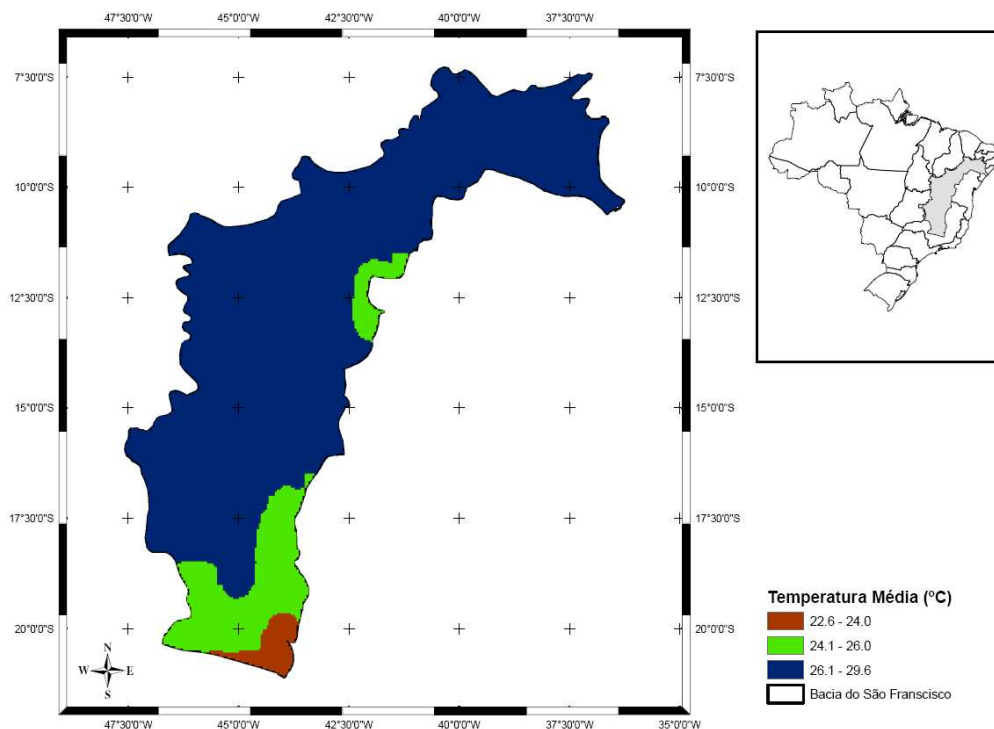 47°30'0"W 45°0'0"W 42°30'0"W 40°0'0"W 37°30'0"W
7°30'0"S 7°30'0"S
10°0'0"S 10°0'0"S
12°30'0"S 12°30'0"S
15°0'0"S 15°0'0"S
17°30'0"S 17°30'0"S
20°0'0"S 20°0'0"S
N
W E
S
47°30'0"W 45°0'0"W 42°30'0"W 40°0'0"W 37°30'0"W 35°0'0"W
Temperatura Média (ºC)
22.6 - 24.0
24.1 - 26.0
26.1 - 29.6
Bacia do São Franscisco